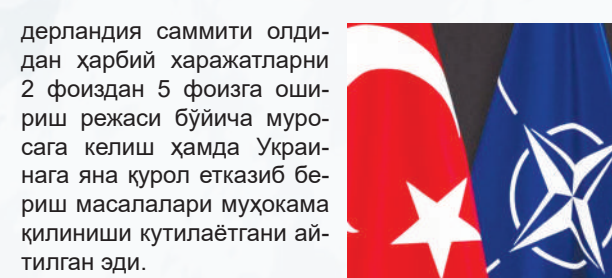 дерландия саммити олди-
дан ҳарбий харажатларни
2 фоиздан 5 фоизга оши-
риш режаси бўйича муро-
сага келиш ҳамда Украи-
нага яна қурол етказиб бе-
риш масалалари муҳокама
қилиниши кутилаётгани ай-
тилган эди.